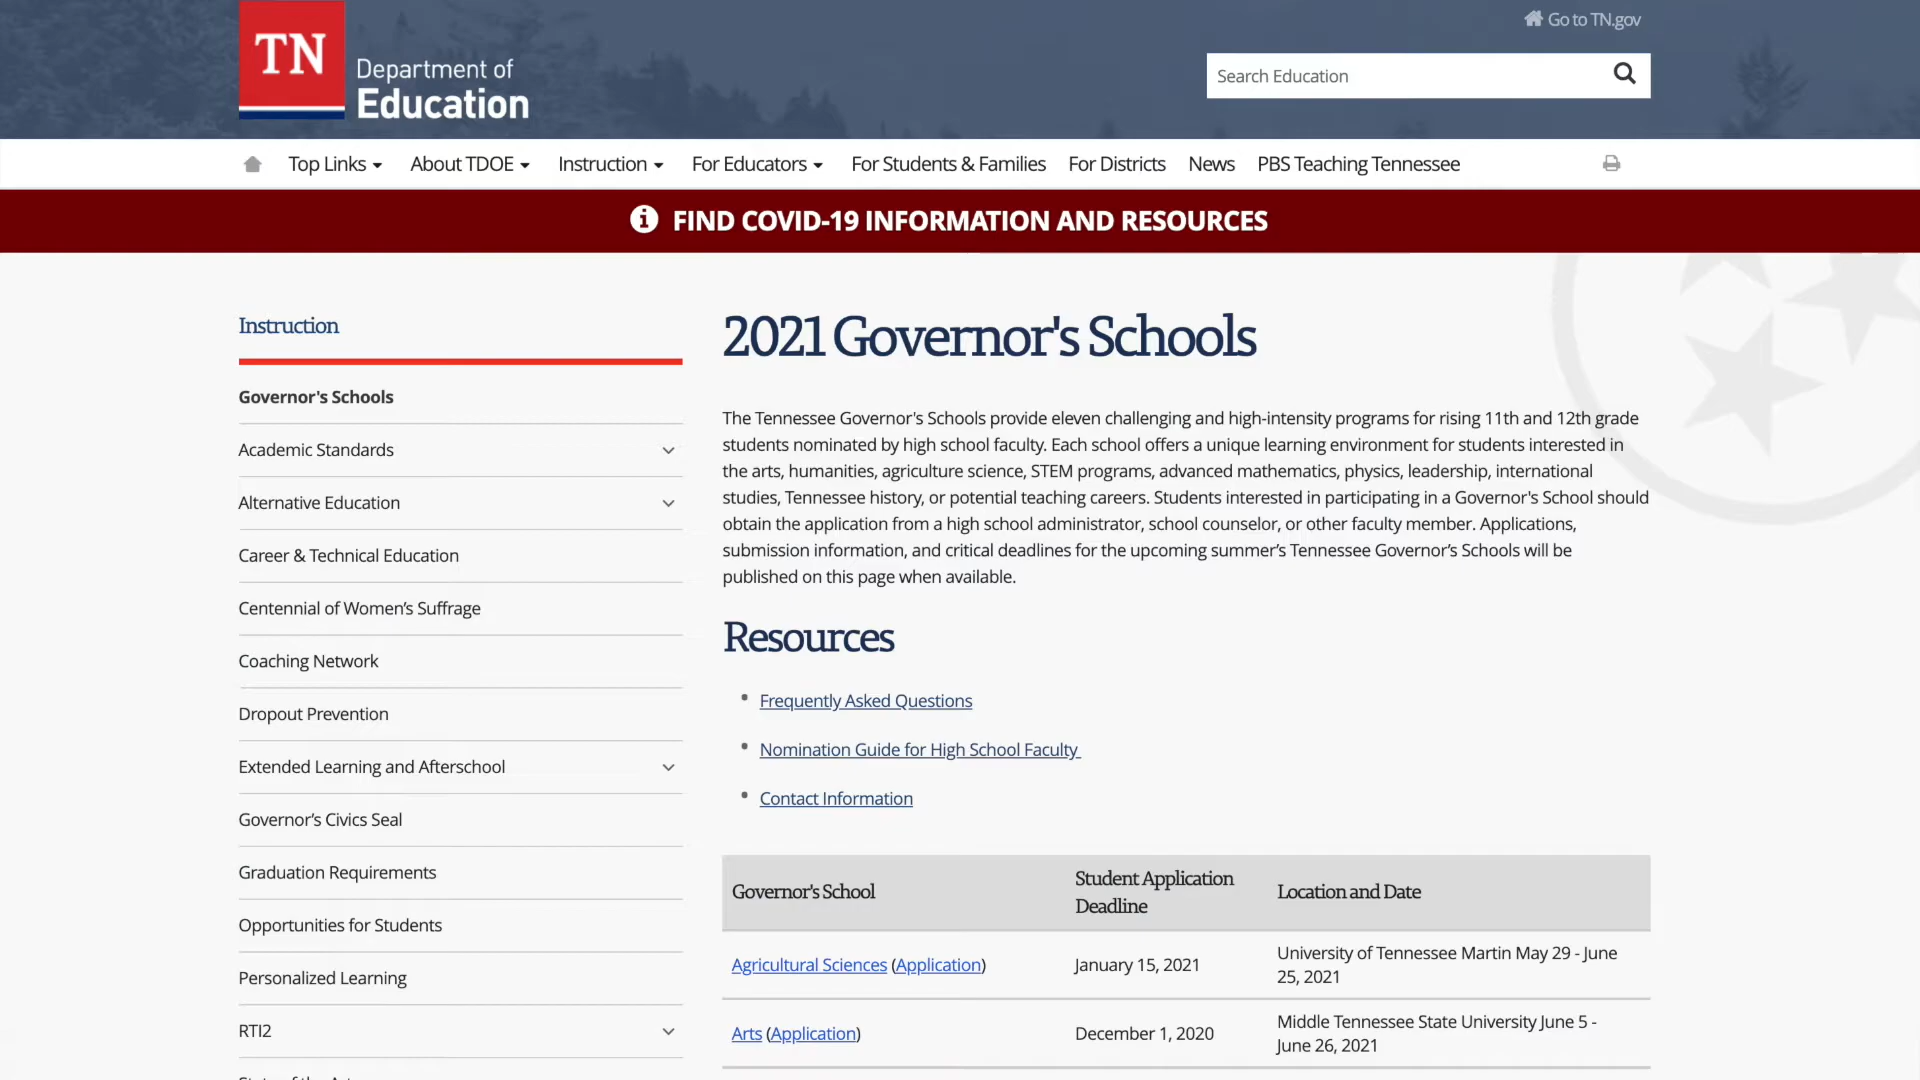 Go to TN.gov
TN
Department of
Education
Search Education
Top Links
About TDOE
Instruction
For Educators
For Students & Families
For Districts
News
PBS Teaching Tennessee
FIND COVID-19 INFORMATION AND RESOURCES
Instruction
Governor's Schools
Academic Standards
Alternative Education
Career & Technical Education
Centennial of Women’s Suffrage
Coaching Network
Dropout Prevention
Extended Learning and Afterschool
Governor’s Civics Seal
Graduation Requirements
Opportunities for Students
Personalized Learning
RTI2
2021 Governor's Schools
The Tennessee Governor's Schools provide eleven challenging and high-intensity programs for rising 11th and 12th grade
students nominated by high school faculty. Each school offers a unique learning environment for students interested in
the arts, humanities, agriculture science, STEM programs, advanced mathematics, physics, leadership, international
studies, Tennessee history, or potential teaching careers. Students interested in participating in a Governor's School should
obtain the application from a high school administrator, school counselor, or other faculty member. Applications,
submission information, and critical deadlines for the upcoming summer’s Tennessee Governor’s Schools will be
published on this page when available.
Resources
Frequently Asked Questions
Nomination Guide for High School Faculty
Contact Information
Governor's School
Student Application
Deadline
Location and Date
Agricultural Sciences (Application)
January 15, 2021
University of Tennessee Martin May 29 - June
25, 2021
Arts (Application)
December 1, 2020
Middle Tennessee State University June 5 -
June 26, 2021